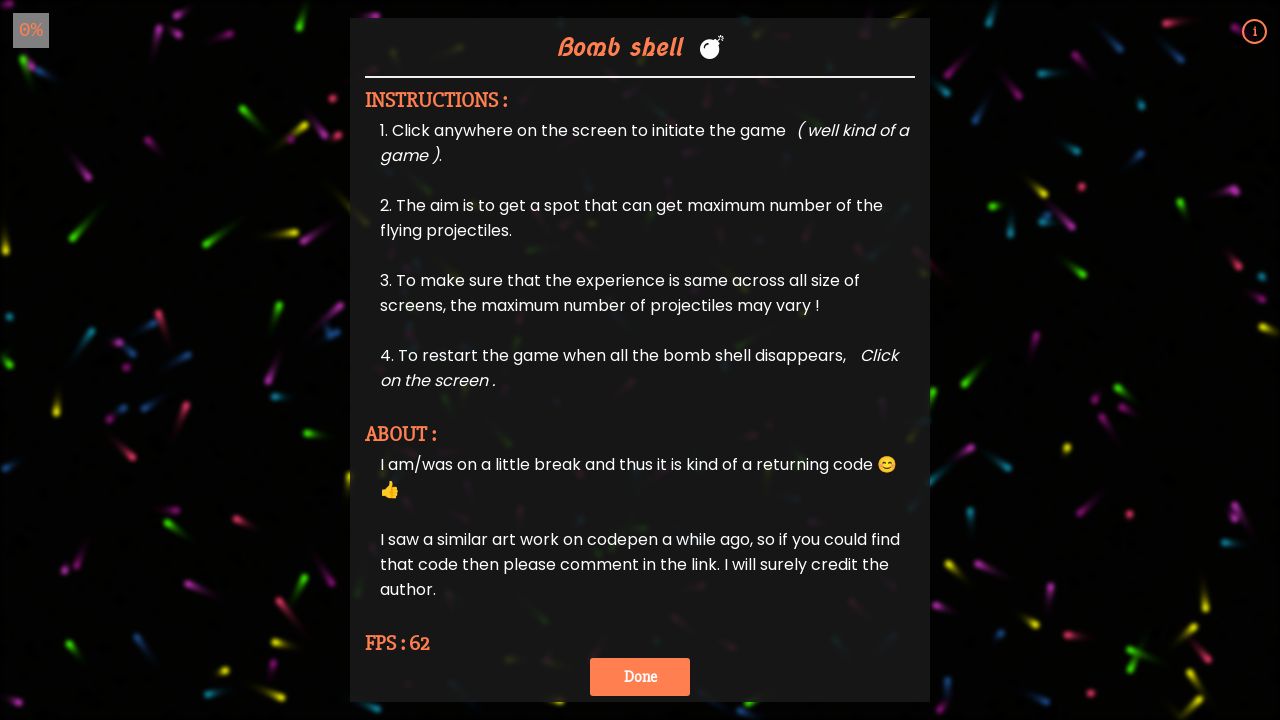 0%
i
Bomb shell 💣
INSTRUCTIONS :
1. Click anywhere on the screen to initiate the game ( well kind of a
game ).
2. The aim is to get a spot that can get maximum number of the
flying projectiles.
3. To make sure that the experience is same across all size of
screens, the maximum number of projectiles may vary !
4. To restart the game when all the bomb shell disappears, Click
on the screen .
ABOUT :
I am/was on a little break and thus it is kind of a returning code 😊
👍
I saw a similar art work on codepen a while ago, so if you could find
that code then please comment in the link. I will surely credit the
author.
FPS : 62
Done